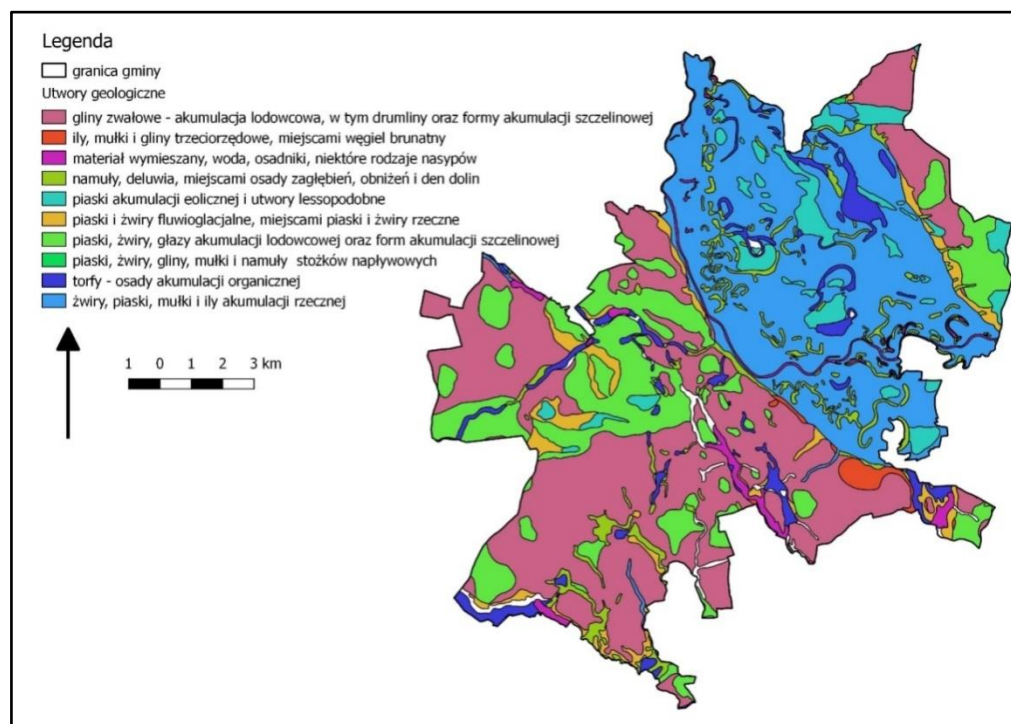 Legenda
granica gminy
Utwory geologiczne
gliny zwałowe - akumulacja lodowcowa, w tym drumliny oraz formy akumulacji szczelinowej
iły, mułki i gliny trzeciorzędowe, miejscami węgiel brunatny
materiał wymieszany, woda, osadniki, niektóre rodzaje nasypów
namuły, deluwia, miejscami osady zagłębień, obniżeń i den dolin
piaski akumulacji eolicznej i utwory lessopodobne
piaski i żwiry fluwioglacjalne, miejscami piaski i żwiry rzeczne
piaski, żwiry, głazy akumulacji lodowcowej oraz form akumulacji szczelinowej
piaski, żwiry, gliny, mułki i namuły stożków napływowych
torfy - osady akumulacji organicznej
żwiry, piaski, mułki i iły akumulacji rzecznej
1 0 1 2 3 km